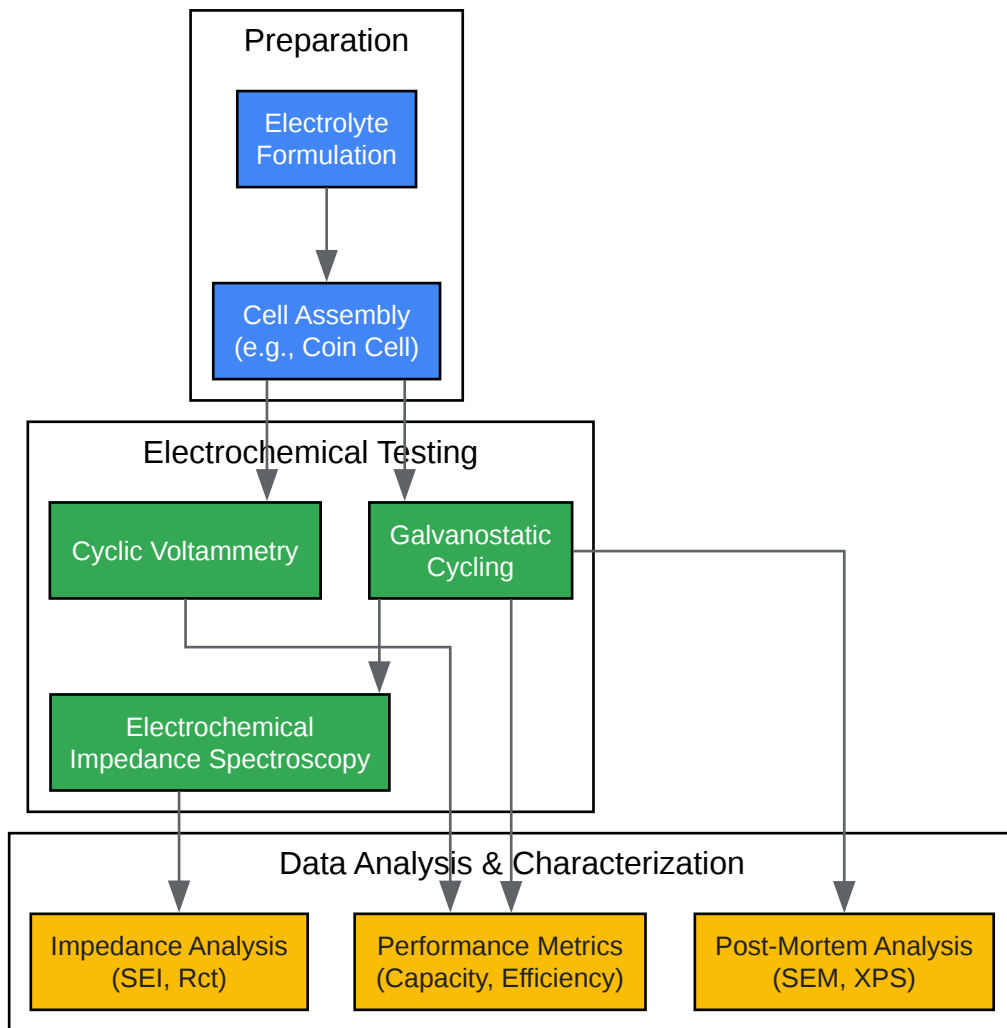 Preparation
Electrolyte
Formulation
Cell Assembly
(e.g., Coin Cell)
Electrochemical Testing
Cyclic Voltammetry
Galvanostatic
Cycling
Electrochemical
Impedance Spectroscopy
Data Analysis & Characterization
Impedance Analysis
(SEI, Rct)
Performance Metrics
(Capacity, Efficiency)
Post-Mortem Analysis
(SEM, XPS)